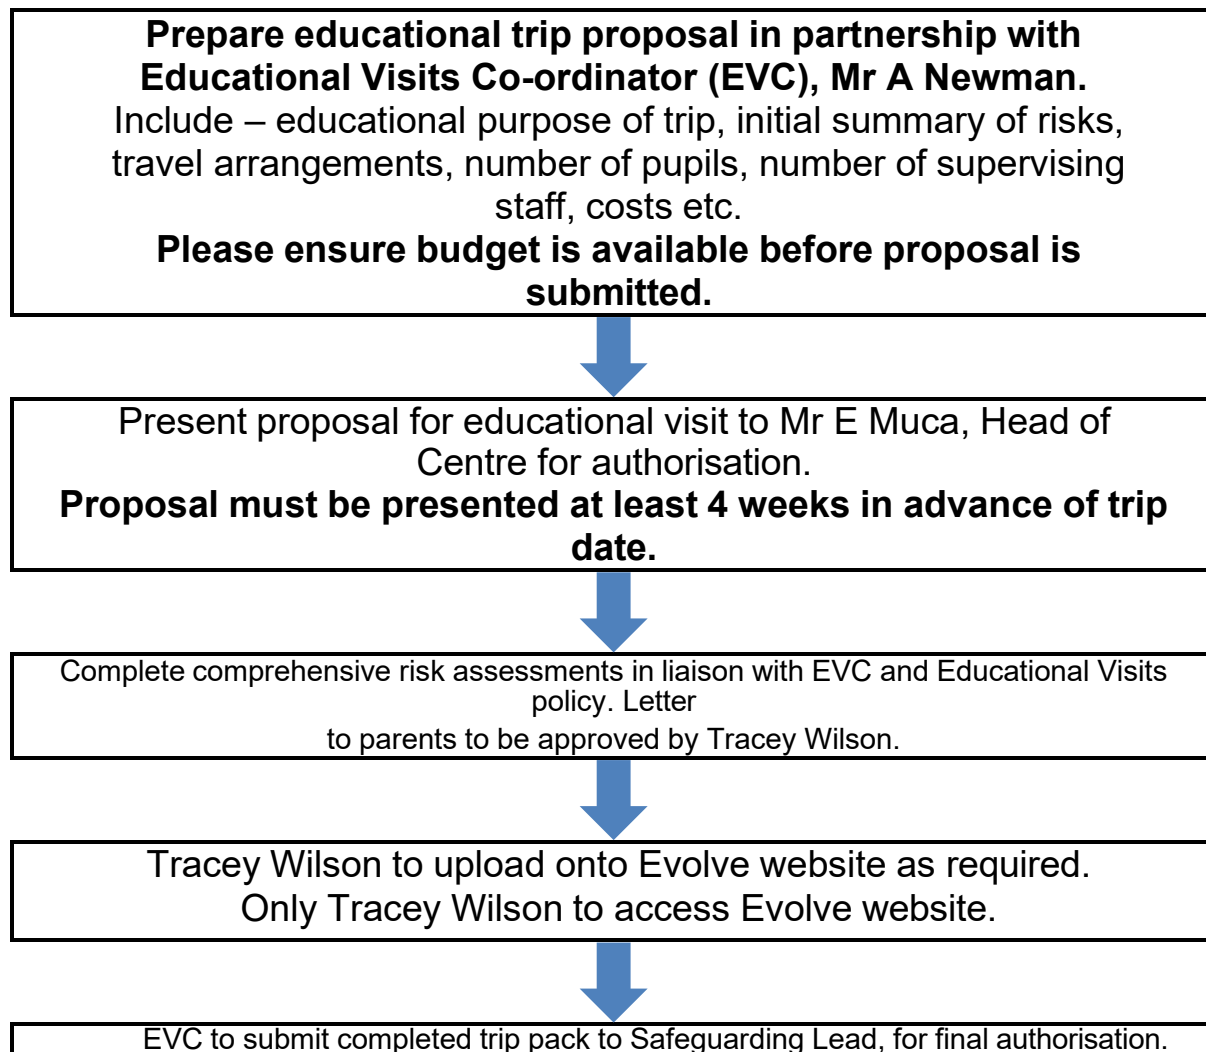 Prepare educational trip proposal in partnership with
Educational Visits Co-ordinator (EVC), Mr A Newman.
Include – educational purpose of trip, initial summary of risks,
travel arrangements, number of pupils, number of supervising
staff, costs etc.
Please ensure budget is available before proposal is
submitted.
Present proposal for educational visit to Mr E Muca, Head of
Centre for authorisation.
Proposal must be presented at least 4 weeks in advance of trip
date.
Complete comprehensive risk assessments in liaison with EVC and Educational Visits
policy. Letter
to parents to be approved by Tracey Wilson.
Tracey Wilson to upload onto Evolve website as required.
Only Tracey Wilson to access Evolve website.
EVC to submit completed trip pack to Safeguarding Lead, for final authorisation.